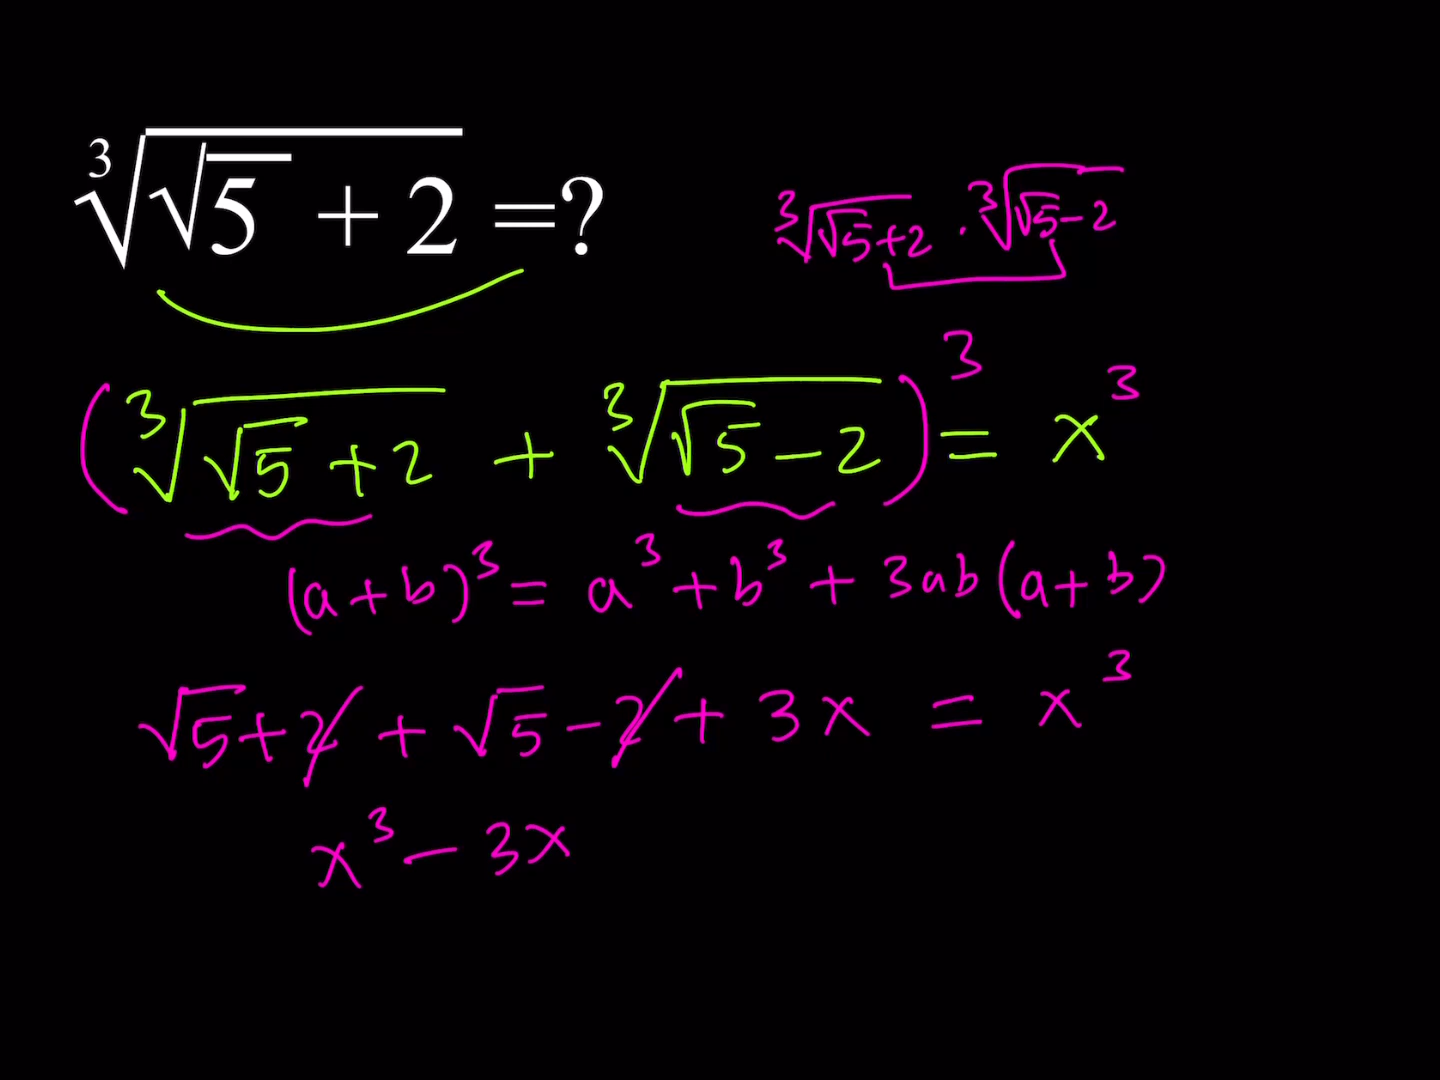 ∛(√5 + 2) = ?
∛(√5+2) · ∛(√5−2)
(∛(√5+2) + ∛(√5−2))³ = x³
(a+b)³ = a³+b³+3ab(a+b)
√5+2+√5−2+3x = x³
x³−3x